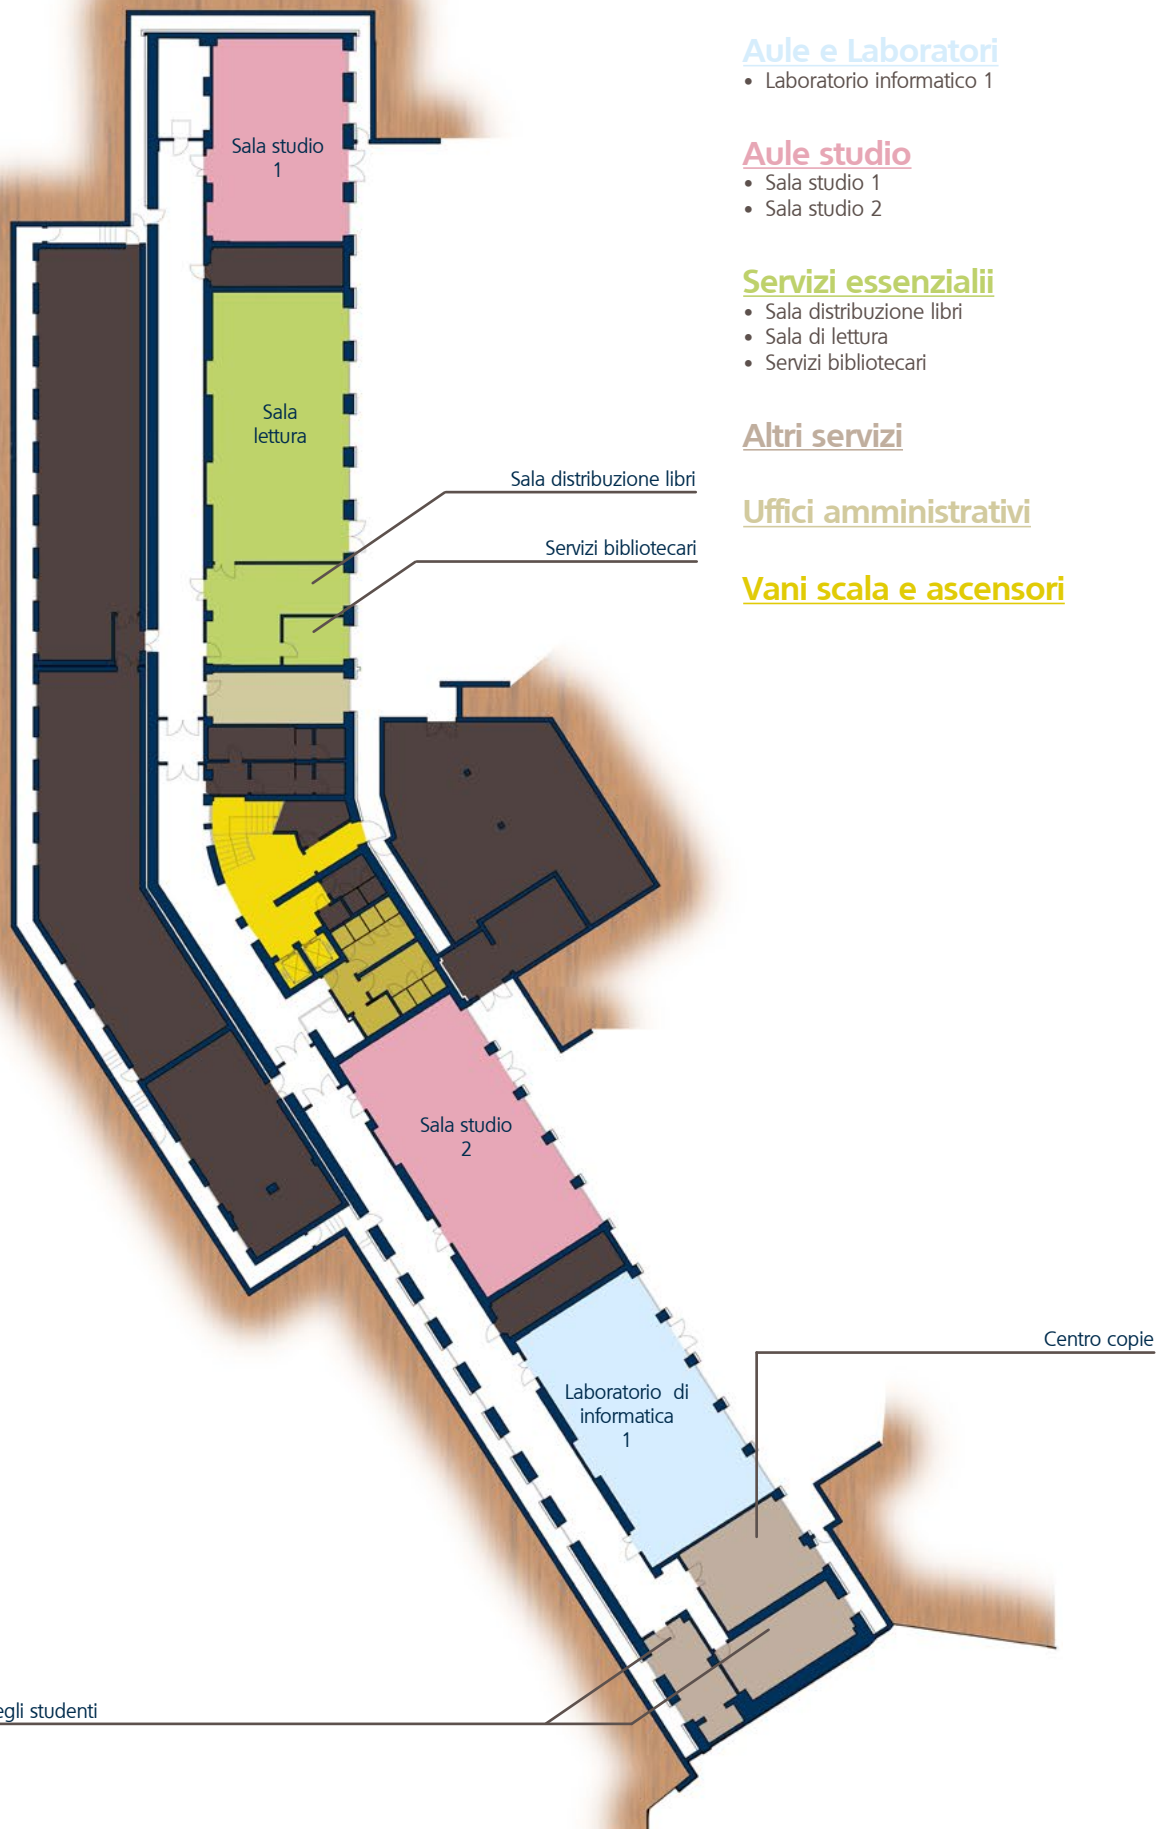 Aule e Laboratori
• Laboratorio informatico 1
Aule studio
• Sala studio 1
• Sala studio 2
Servizi essenzialii
• Sala distribuzione libri
• Sala di lettura
• Servizi bibliotecari
Altri servizi
Uffici amministrativi
Vani scala e ascensori
Sala studio
1
Sala
lettura
Sala distribuzione libri
Servizi bibliotecari
Sala studio
2
Centro copie
Laboratorio di
informatica
1
studenti